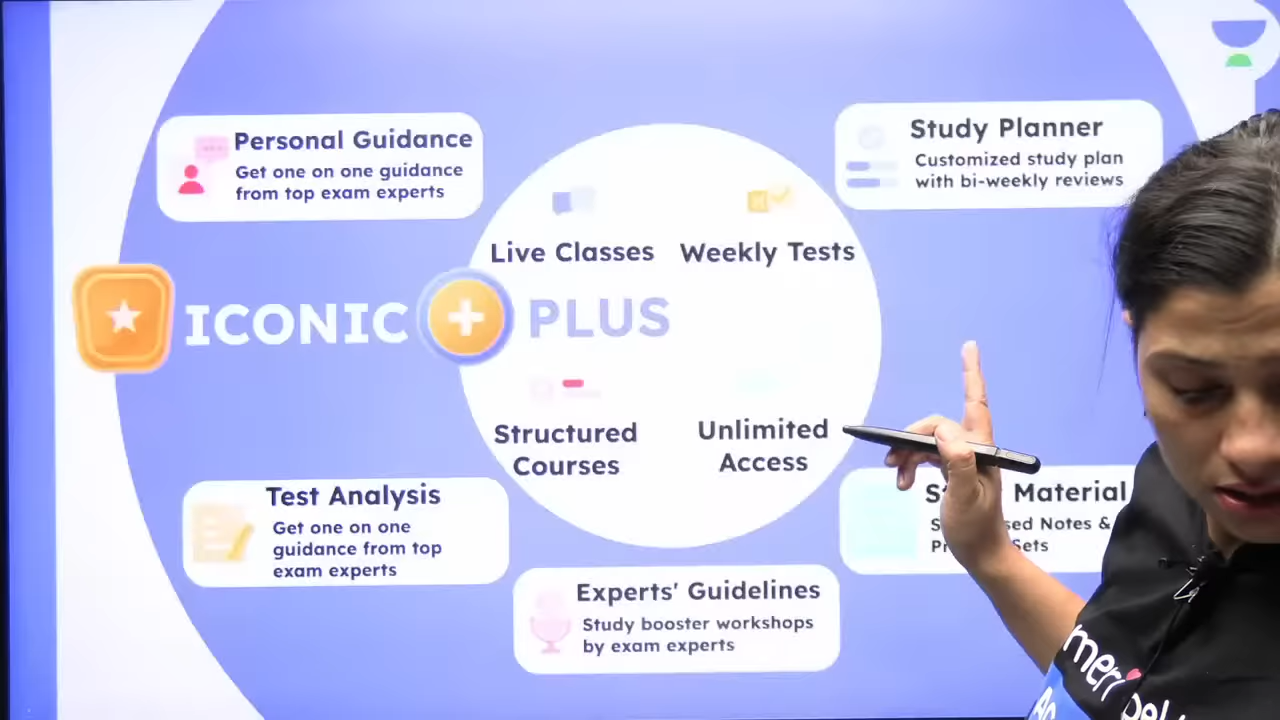 Personal Guidance
Get one on one guidance
from top exam experts
Study Planner
Customized study plan
with bi-weekly reviews
Live Classes
Weekly Tests
ICONIC + PLUS
Structured
Courses
Unlimited
Access
Test Analysis
Get one on one
guidance from top
exam experts
Material
Notes &
Sets
Experts' Guidelines
Study booster workshops
by exam experts